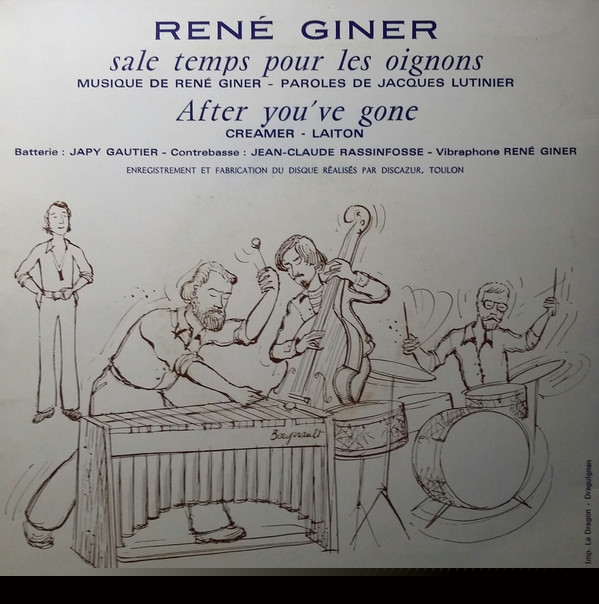 RENÉ GINER
sale temps pour les oignons
MUSIQUE DE RENÉ GINER - PAROLES DE JACQUES LUTINIER
After you've gone
CREAMER - LAITON
Batterie : JAPY GAUTIER - Contrebasse : JEAN-CLAUDE RASSINFOSSE - Vibraphone RENÉ GINER
ENREGISTREMENT ET FABRICATION DU DISQUE RÉALISÉS PAR DISCAZUR, TOULON
Imp. Le Dragon - Draguignan